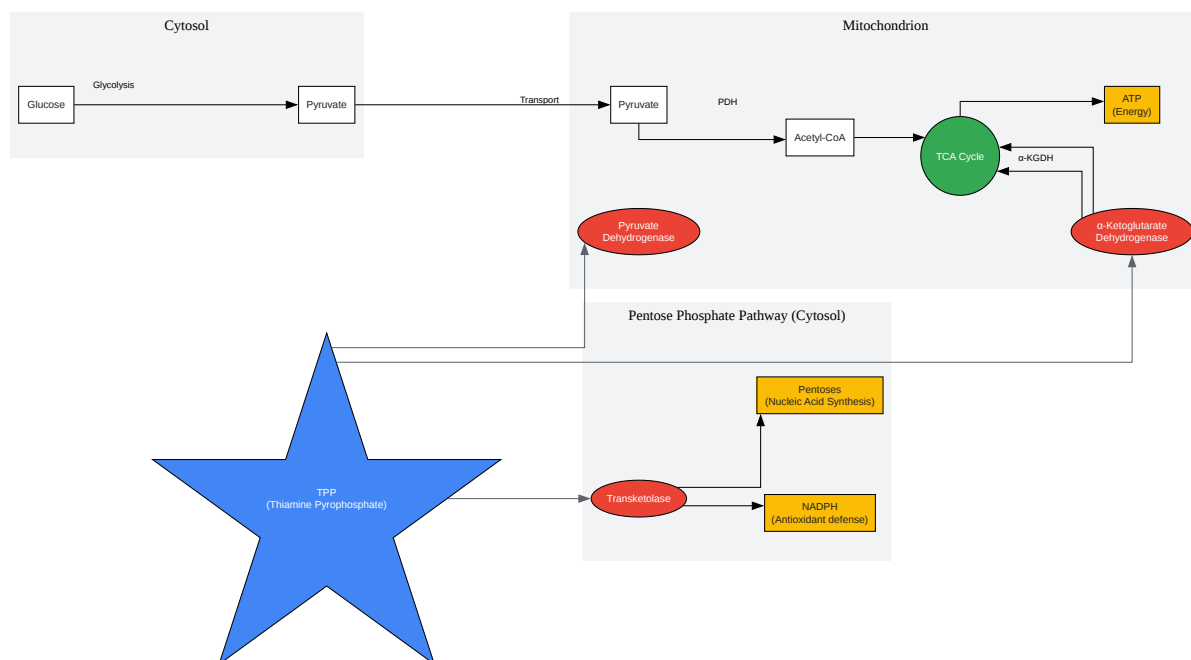 Cytosol
Mitochondrion
Glycolysis
Glucose
Pyruvate
Transport
Pyruvate
PDH
Acetyl-CoA
TCA Cycle
α-KGDH
ATP
(Energy)
Pyruvate
Dehydrogenase
α-Ketoglutarate
Dehydrogenase
Pentose Phosphate Pathway (Cytosol)
Pentoses
(Nucleic Acid Synthesis)
TPP
(Thiamine Pyrophosphate)
Transketolase
NADPH
(Antioxidant defense)